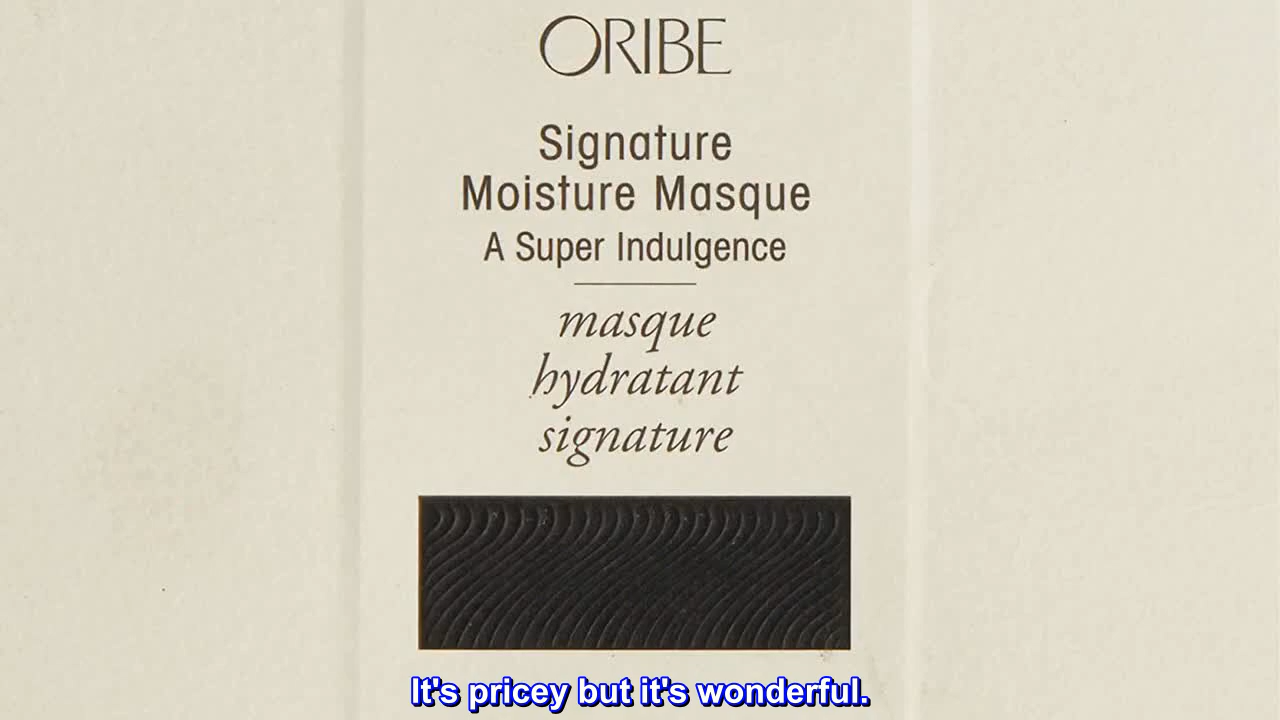 ORIBE
Signature
Moisture Masque
A Super Indulgence
masque
hydratant
signature
It's pricey but it's wonderful.